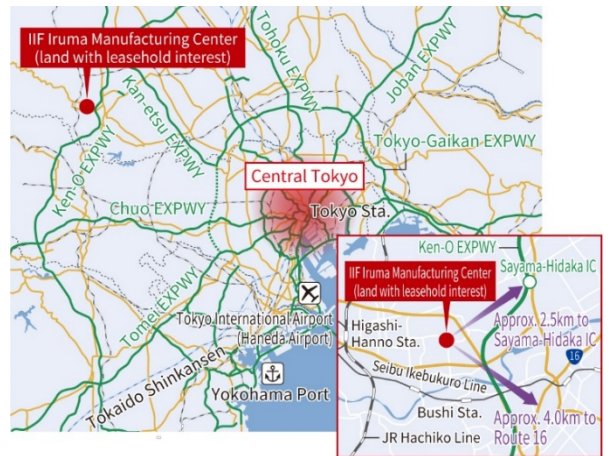 IIF Iruma Manufacturing Center
(land with leasehold interest)
Tohoku EXPWY
Joban EXPWY
Kan-etsu EXPWY
Tokyo-Gaikan EXPWY
Ken-O EXPWY
Central Tokyo
Chuo EXPWY
Tokyo Sta.
Tomei EXPWY
Tokyo International Airport
(Haneda Airport)
Tokaido Shinkansen
Yokohama Port
Ken-O EXPWY
IIF Iruma Manufacturing Center
(land with leasehold interest)
Sayama-Hidaka IC
Higashi-
Hanno Sta.
Approx. 2.5km to
Sayama-Hidaka IC
16
Seibu Ikebukuro Line
Bushi Sta.
Approx. 4.0km to
Route 16
JR Hachiko Line